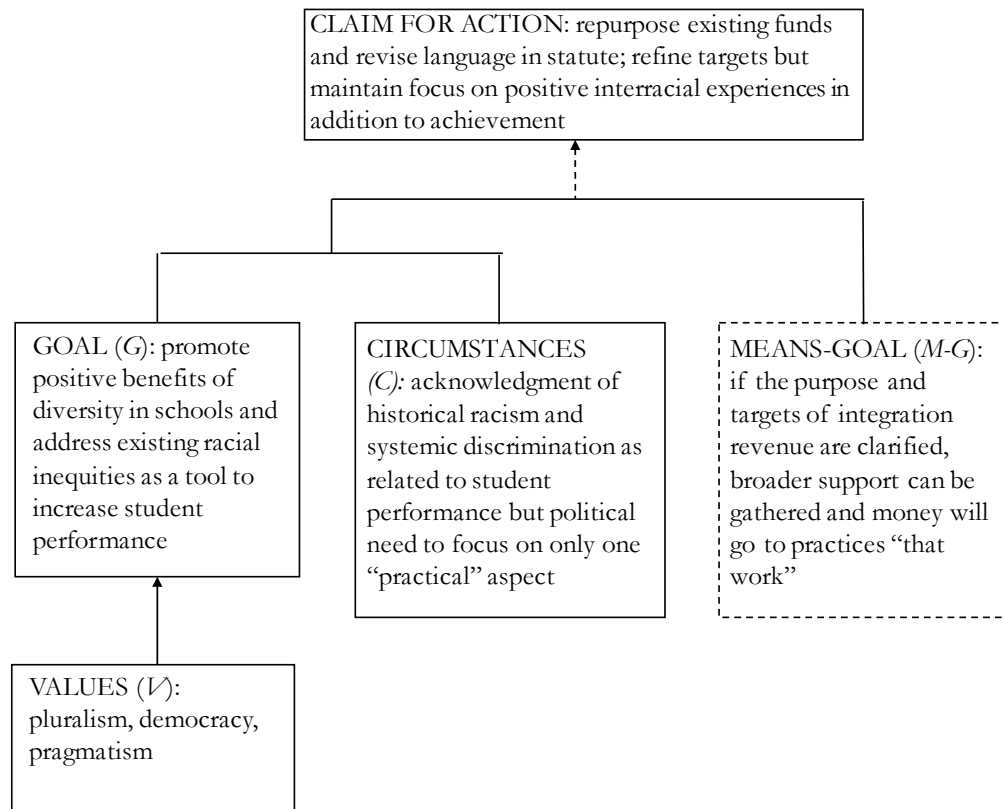 CLAIM FOR ACTION: repurpose existing funds
and revise language in statute; refine targets but
maintain focus on positive interracial experiences in
addition to achievement
GOAL (G): promote
positive benefits of
diversity in schools and
address existing racial
inequities as a tool to
increase student
performance
CIRCUMSTANCES
(C): acknowledgment of
historical racism and
systemic discrimination as
related to student
performance but political
need to focus on only one
“practical” aspect
MEANS-GOAL (M-G):
if the purpose and
targets of integration
revenue are clarified,
broader support can be
gathered and money will
go to practices “that
work”
VALUES (V):
pluralism, democracy,
pragmatism